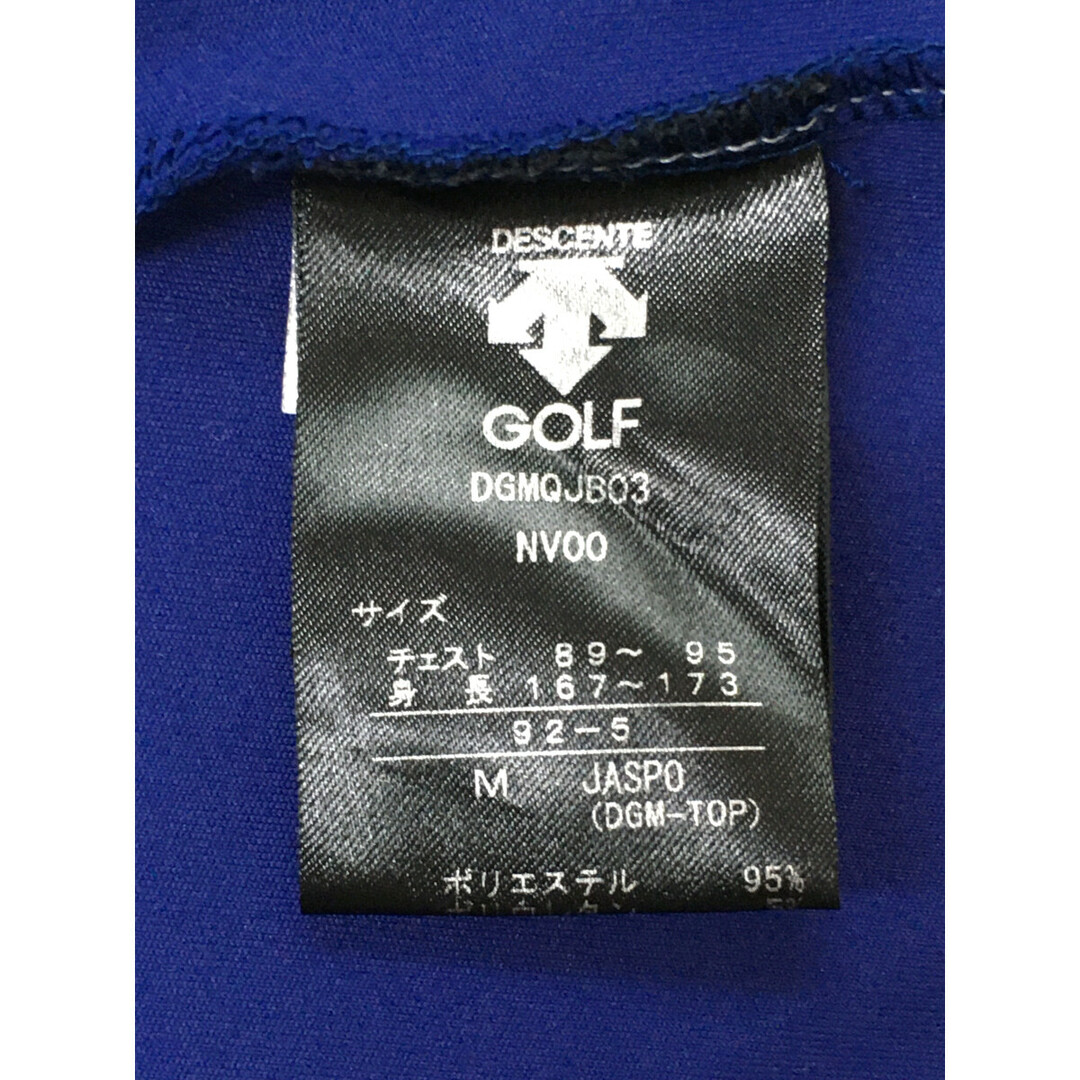 DESCENTE
GOLF
DGMQJB03
NV00
サイズ
チェスト 89～ 95
身 長 167～173
92-5
M JASPO
(DGM-TOP)
ポリエステル 95%